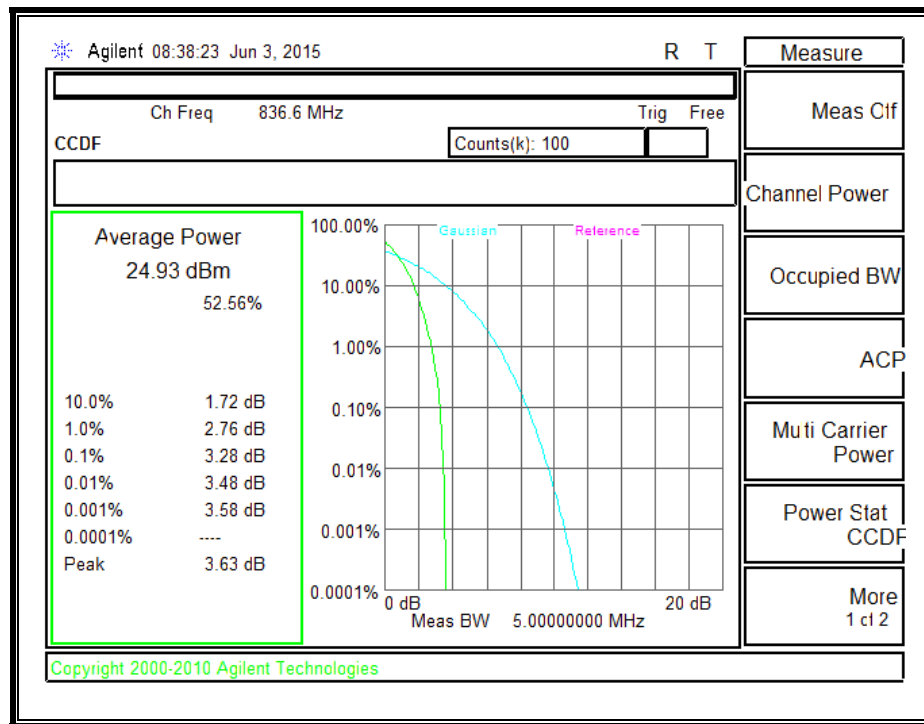 Agilent 08:38:23 Jun 3, 2015 R T
Ch Freq 836.6 MHz Trig Free
CCDF Counts(k): 100
Average Power
24.93 dBm
52.56%
10.0% 1.72 dB
1.0% 2.76 dB
0.1% 3.28 dB
0.01% 3.48 dB
0.001% 3.58 dB
0.0001% ----
Peak 3.63 dB
Gaussian Reference
100.00%
10.00%
1.00%
0.10%
0.01%
0.001%
0.0001%
0 dB 20 dB
Meas BW 5.00000000 MHz
Measure
Meas Off
Channel Power
Occupied BW
ACP
Multi Carrier
Power
Power Stat
CCDF
More
1 of 2
Copyright 2000-2010 Agilent Technologies